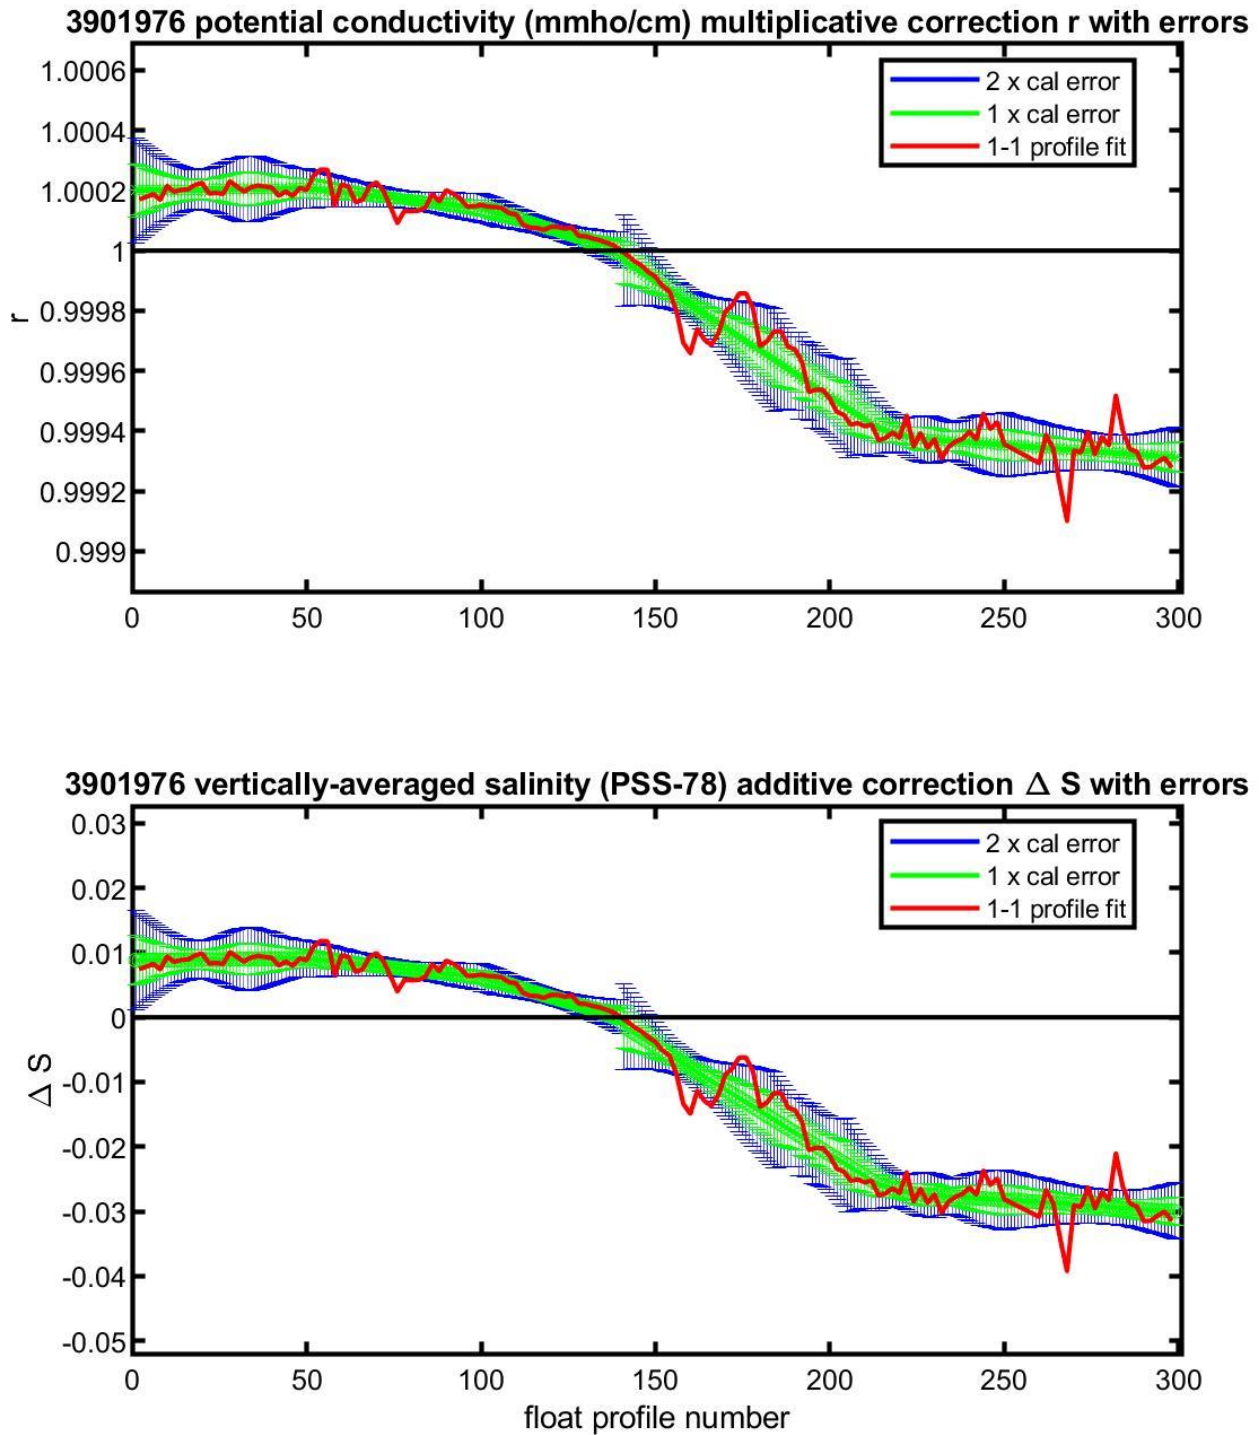 3901976 potential conductivity (mmho/cm) multiplicative correction r with errors
1.0006
1.0004
1.0002
1
0.9998
0.9996
0.9994
0.9992
0.999
r
2 x cal error
1 x cal error
1-1 profile fit
0 50 100 150 200 250 300
3901976 vertically-averaged salinity (PSS-78) additive correction Δ S with errors
0.03
0.02
0.01
0
-0.01
-0.02
-0.03
-0.04
-0.05
Δ S
2 x cal error
1 x cal error
1-1 profile fit
0 50 100 150 200 250 300
float profile number